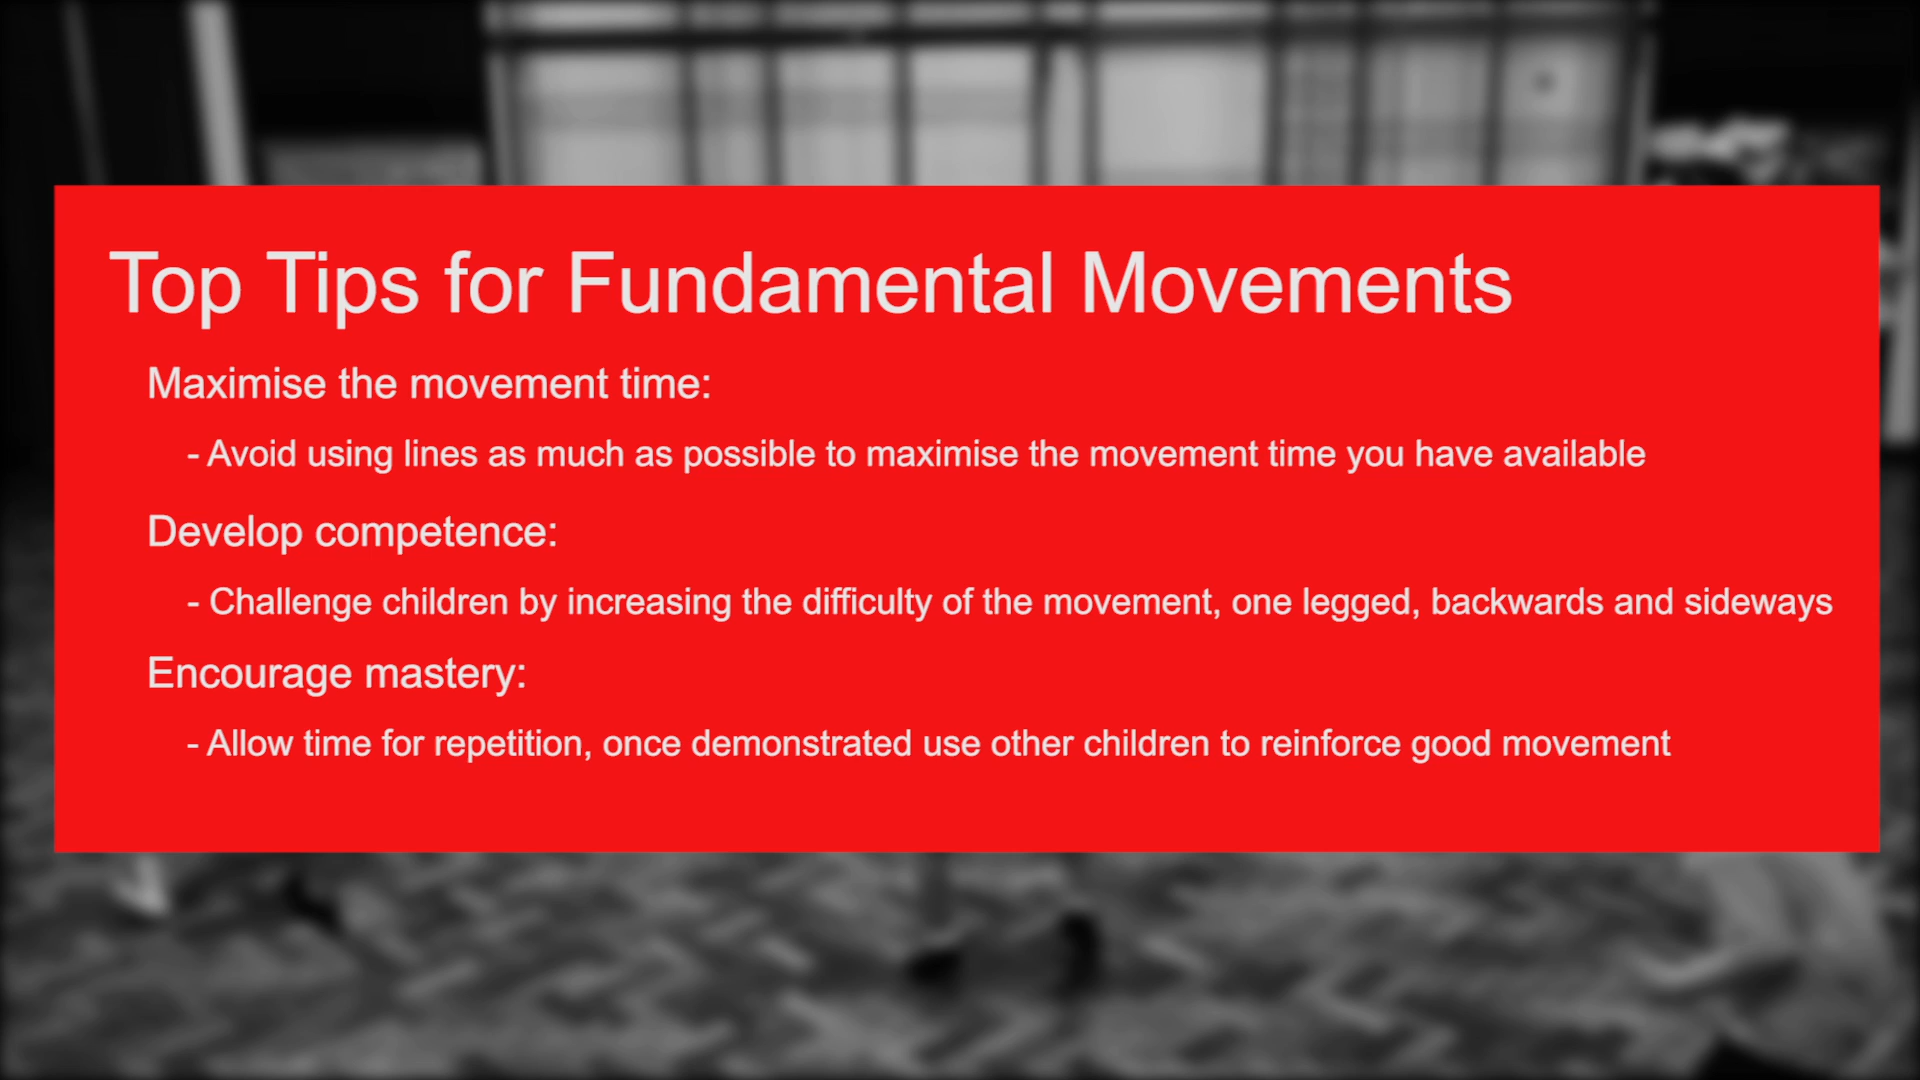 Top Tips for Fundamental Movements
Maximise the movement time:
- Avoid using lines as much as possible to maximise the movement time you have available
Develop competence:
- Challenge children by increasing the difficulty of the movement, one legged, backwards and sideways
Encourage mastery:
- Allow time for repetition, once demonstrated use other children to reinforce good movement